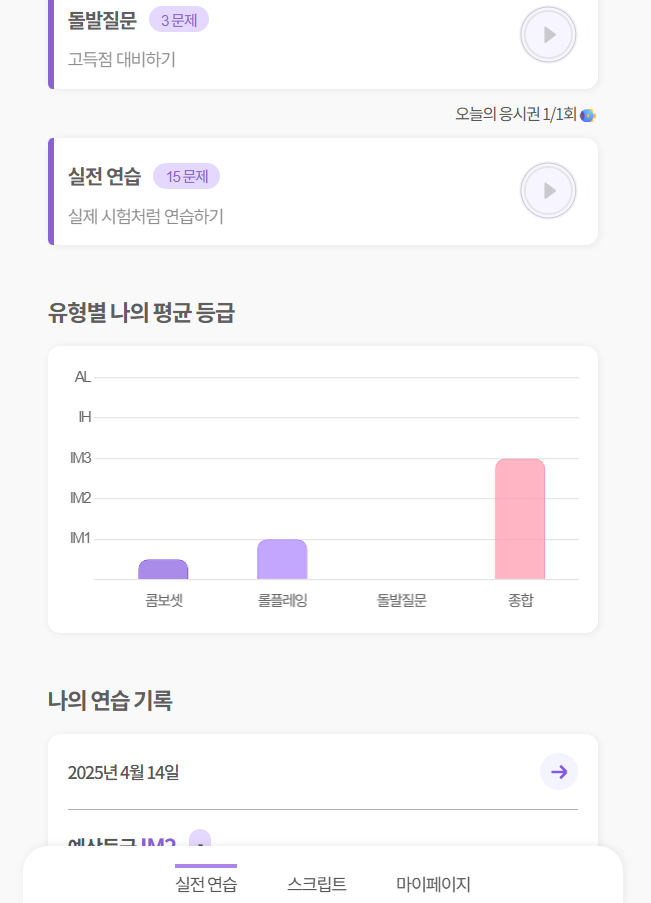 돌발질문 3 문제
고득점 대비하기
오늘의 응시권 1/1회
실전 연습 15 문제
실제 시험처럼 연습하기
유형별 나의 평균 등급
AL
IH
IM3
IM2
IM1
콤보셋 롤플레잉 돌발질문 종합
나의 연습 기록
2025년 4월 14일
실전 연습 스크립트 마이페이지